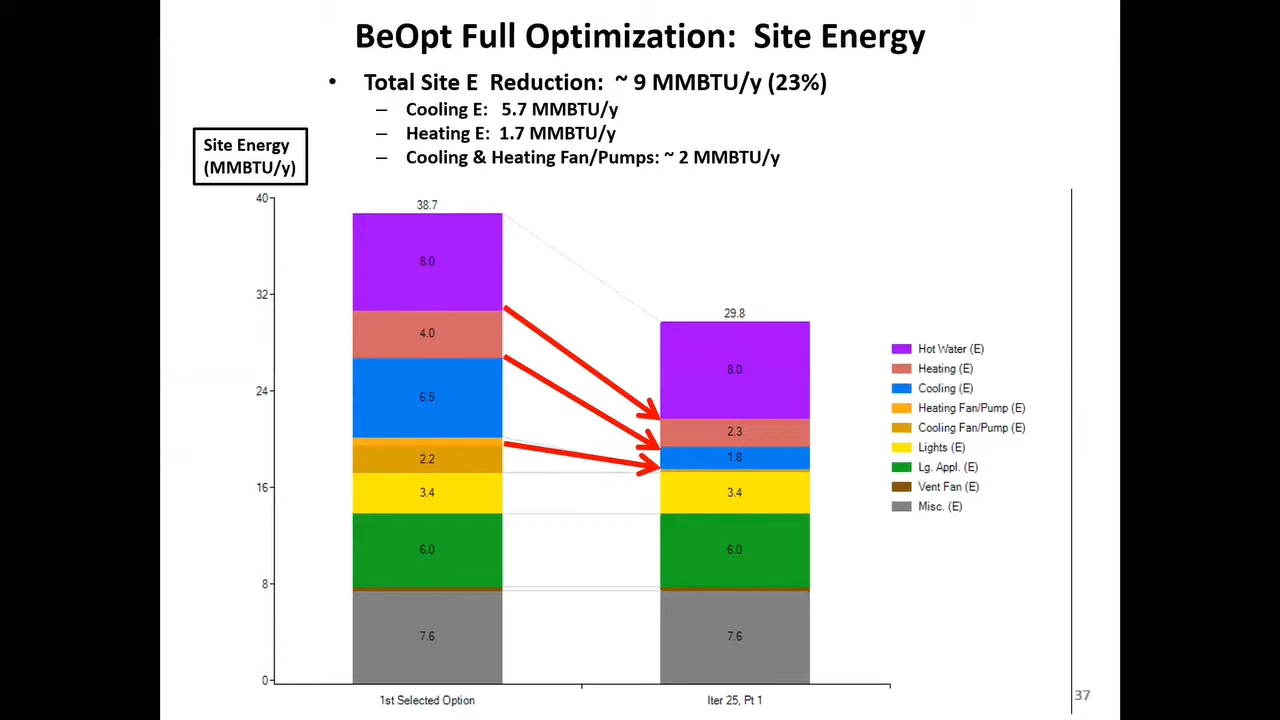 BeOpt Full Optimization: Site Energy
• Total Site E Reduction: ~ 9 MMBTU/y (23%)
– Cooling E: 5.7 MMBTU/y
– Heating E: 1.7 MMBTU/y
– Cooling & Heating Fan/Pumps: ~ 2 MMBTU/y
Site Energy
(MMBTU/y)
40
32
24
16
8
0
38.7
8.0
4.0
6.5
2.2
3.4
6.0
7.6
29.8
8.0
2.3
1.8
3.4
6.0
7.6
Hot Water (E)
Heating (E)
Cooling (E)
Heating Fan/Pump (E)
Cooling Fan/Pump (E)
Lights (E)
Lg. Appl. (E)
Vent Fan (E)
Misc. (E)
1st Selected Option
Iter 25, Pt 1
37